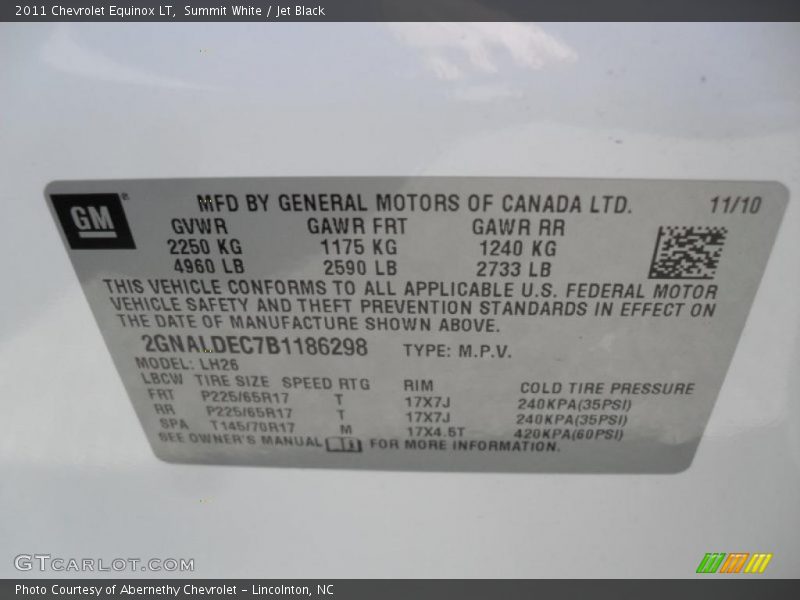 2011 Chevrolet Equinox LT,  Summit White / Jet Black
GM®
MFD BY GENERAL MOTORS OF CANADA LTD. 11/10
GVWR GAWR FRT GAWR RR
2250 KG 1175 KG 1240 KG
4960 LB 2590 LB 2733 LB
THIS VEHICLE CONFORMS TO ALL APPLICABLE U.S. FEDERAL MOTOR
VEHICLE SAFETY AND THEFT PREVENTION STANDARDS IN EFFECT ON
THE DATE OF MANUFACTURE SHOWN ABOVE.
2GNALDEC7B1186298 TYPE: M.P.V.
MODEL: LH26
LBCW TIRE SIZE SPEED RTG RIM COLD TIRE PRESSURE
FRT P225/65R17 T 17X7J 240KPA(35PSI)
RR P225/65R17 T 17X7J 240KPA(35PSI)
SPA T145/70R17 M 17X4.5T 420KPA(60PSI)
SEE OWNER'S MANUAL FOR MORE INFORMATION.
GTCARLOT.COM
Photo Courtesy of Abernethy Chevrolet – Lincolnton, NC